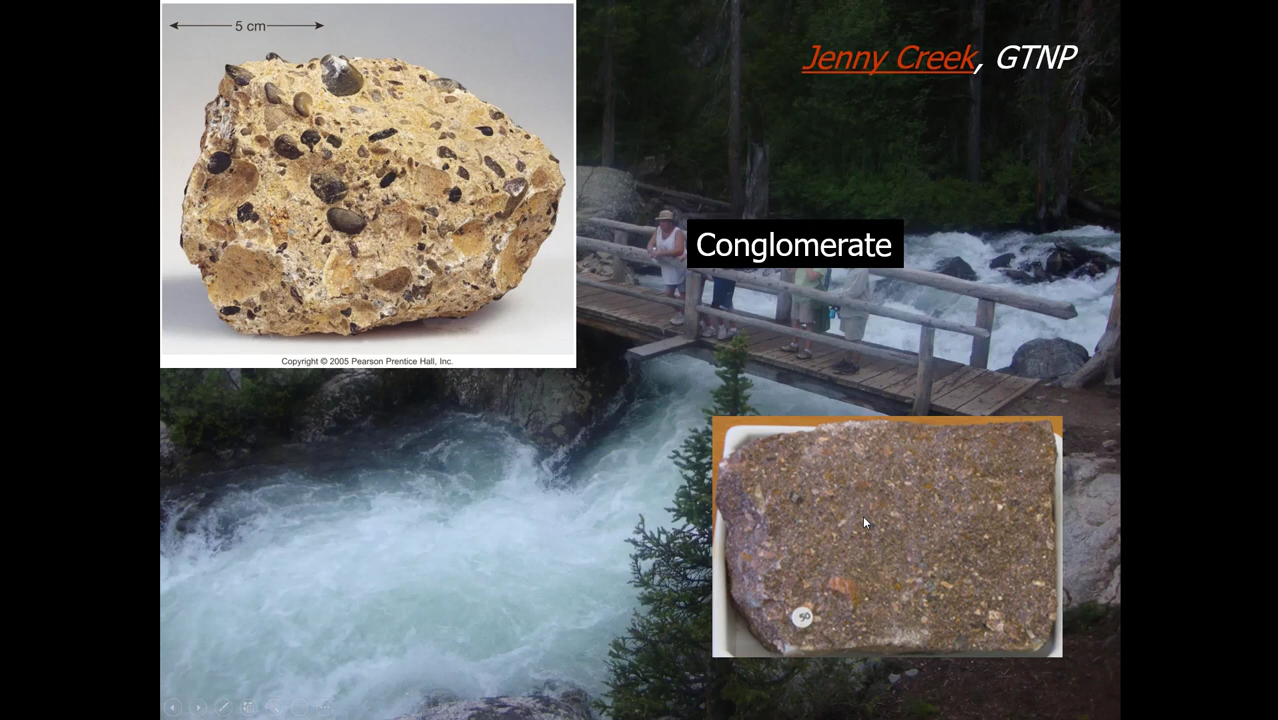 5 cm
Jenny Creek, GTNP
Conglomerate
Copyright © 2005 Pearson Prentice Hall, Inc.
50